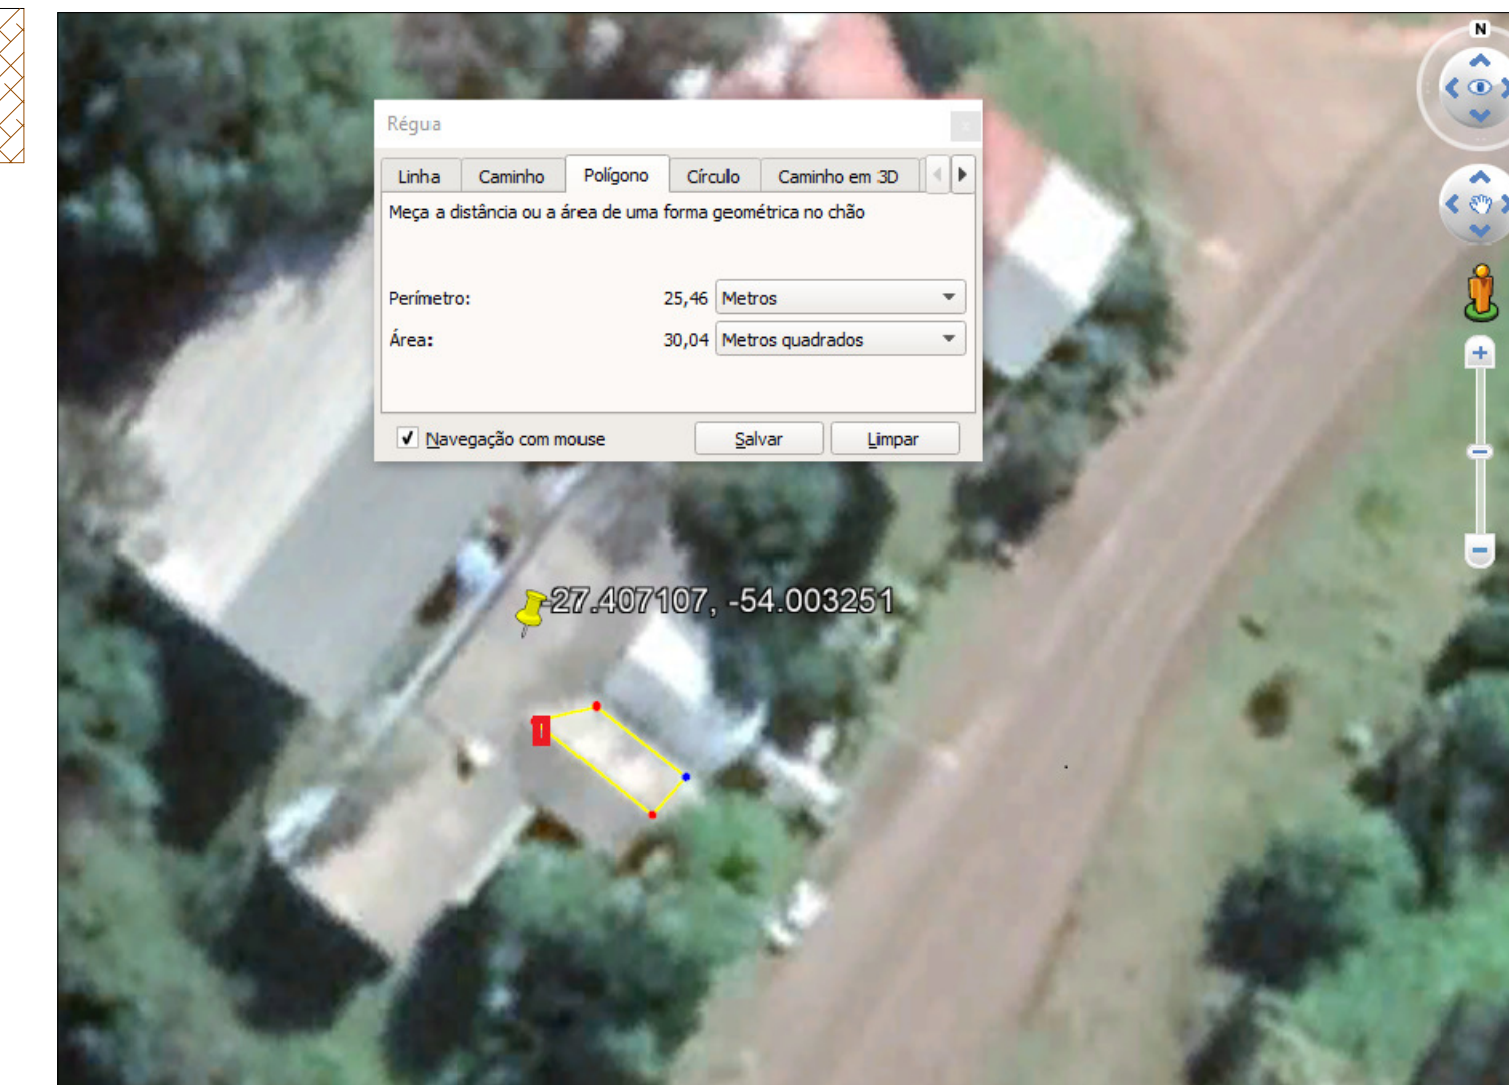 N
Régua
Linha Caminho Polígono Círculo Caminho em 3D
Meça a distância ou a área de uma forma geométrica no chão
Perímetro: 25,46 Metros
Área: 30,04 Metros quadrados
Navegação com mouse Salvar Limpar
-27.407107, -54.003251